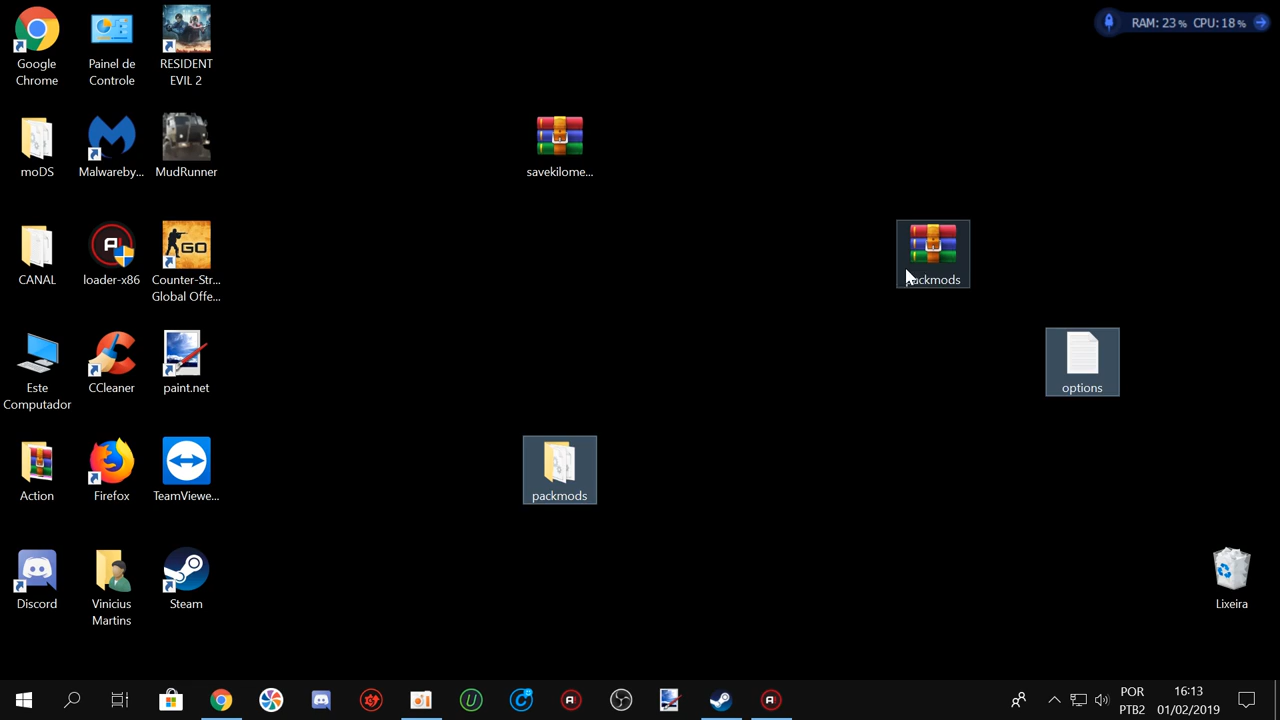 RAM: 23% CPU: 18%
Google
Chrome
Painel de
Controle
RESIDENT
EVIL 2
moDS
Malwareby...
MudRunner
savekilome...
CANAL
loader-x86
GO
Counter-Str...
Global Offe...
packmods
Este
Computador
CCleaner
paint.net
options
Action
Firefox
TeamViewe...
packmods
Discord
Vinicius
Martins
Steam
Lixeira
POR
PTB2
16:13
01/02/2019